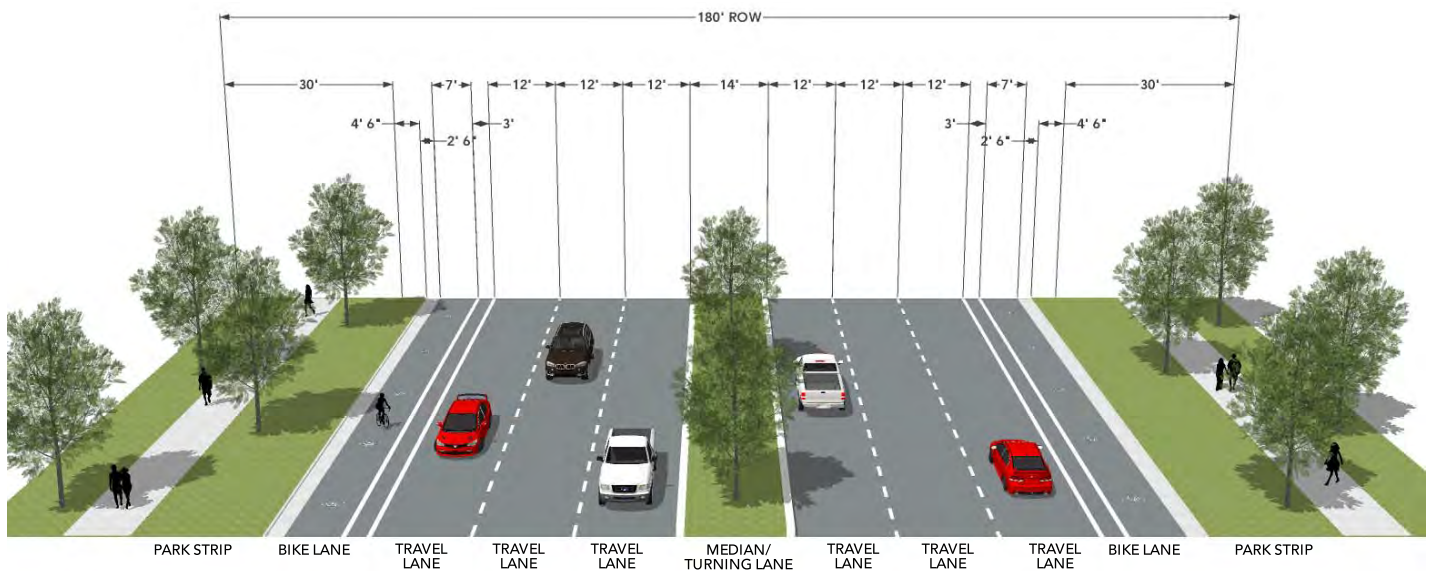 180' ROW
30'
7'
12'
12'
12'
14'
12'
12'
12'
7'
30'
4' 6"
3'
3'
4' 6"
2' 6"
2' 6"
PARK STRIP
BIKE LANE
TRAVEL
LANE
TRAVEL
LANE
TRAVEL
LANE
MEDIAN/
TURNING LANE
TRAVEL
LANE
TRAVEL
LANE
TRAVEL
LANE
BIKE LANE
PARK STRIP